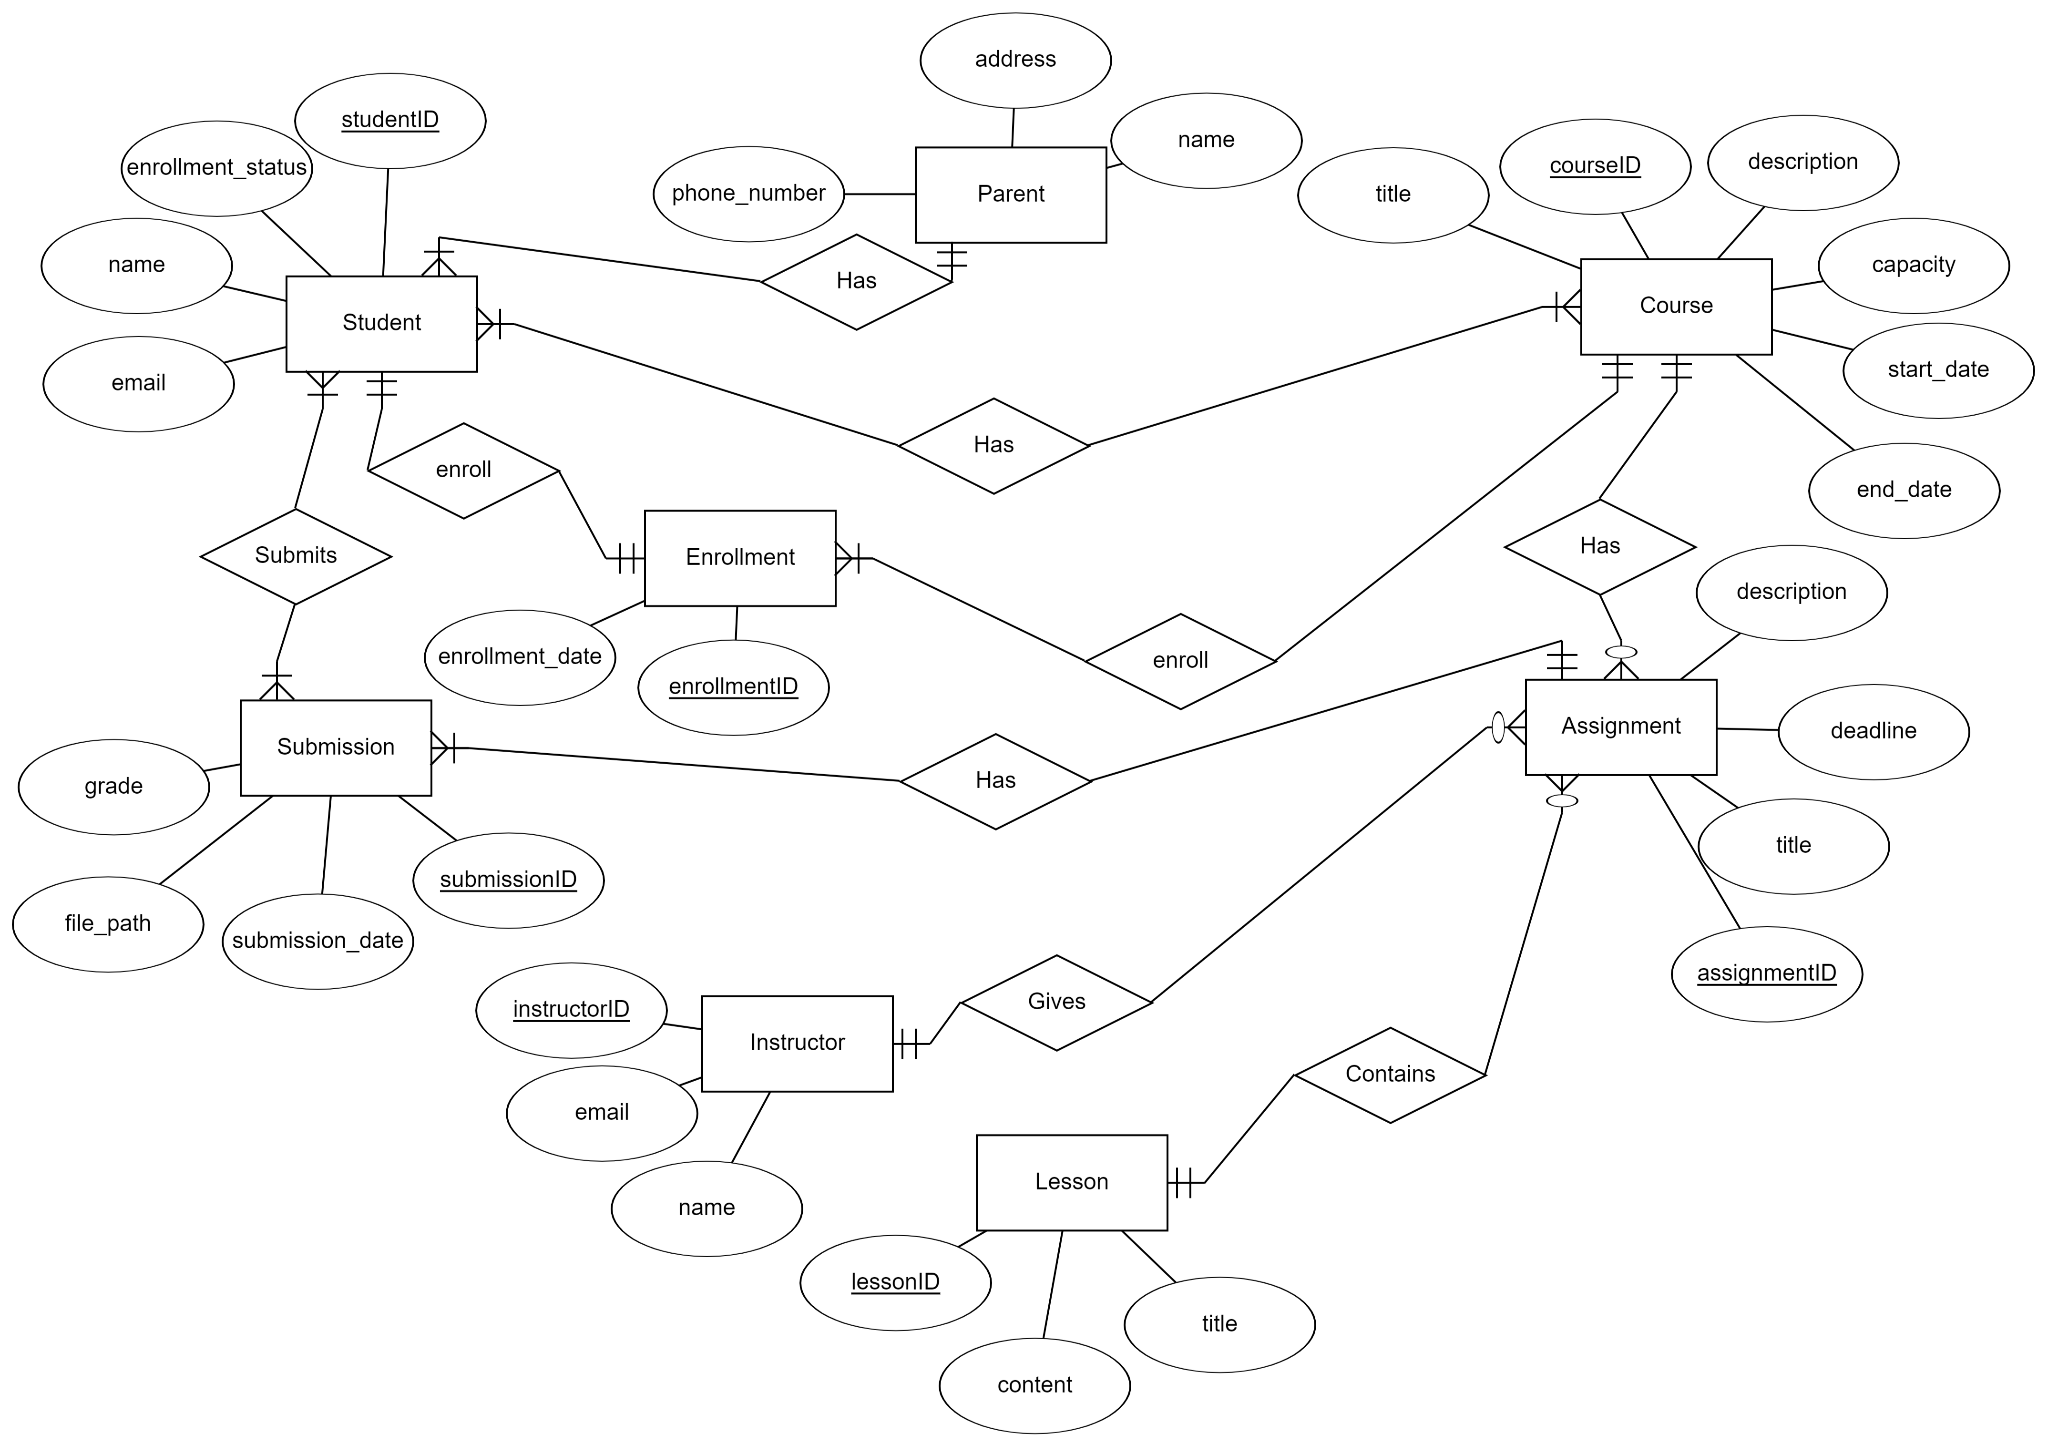 address
studentID
name
courseID
description
enrollment_status
phone_number
Parent
title
name
Has
capacity
Student
Course
email
start_date
Has
enroll
end_date
Submits
Enrollment
Has
description
enrollment_date
enroll
enrollmentID
Submission
Assignment
deadline
grade
Has
title
submissionID
file_path
submission_date
assignmentID
instructorID
Gives
Instructor
Contains
email
Lesson
name
lessonID
title
content